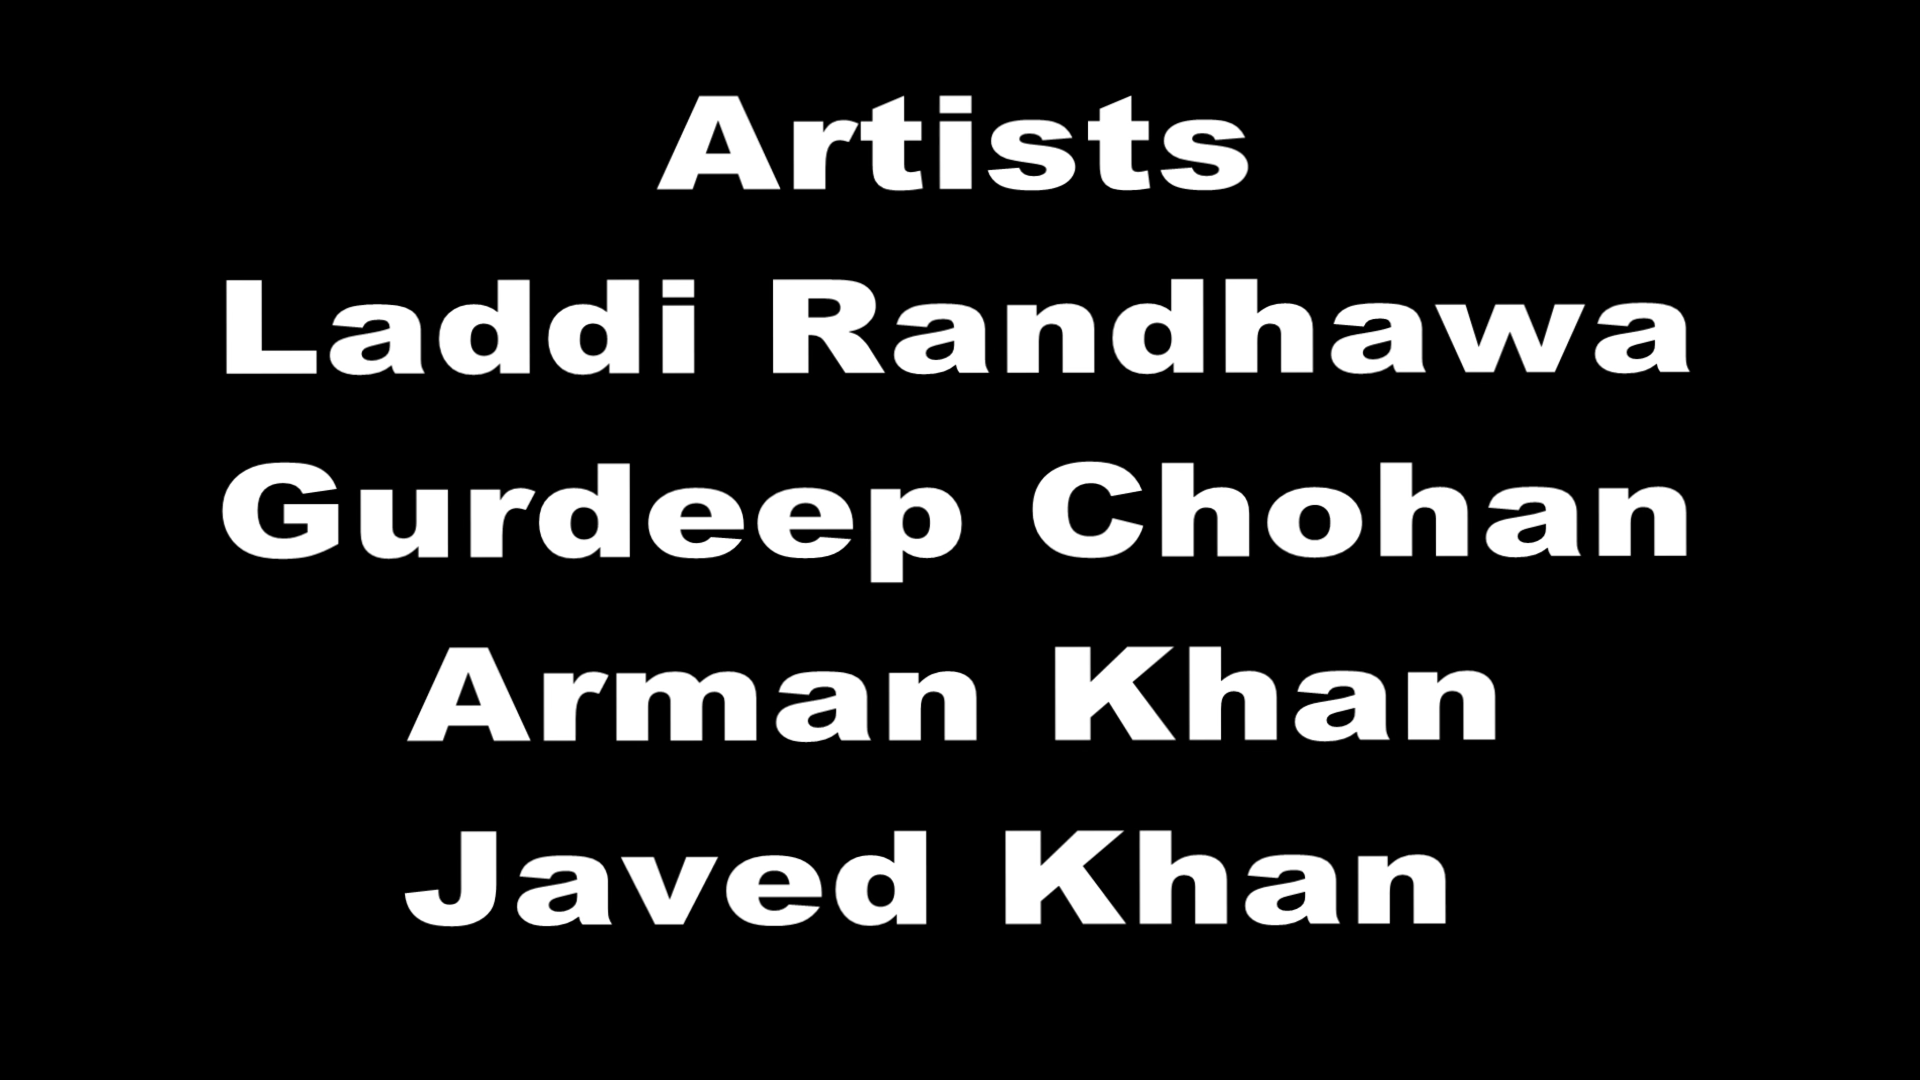 Artists
Laddi Randhawa
Gurdeep Chohan
Arman Khan
Javed Khan